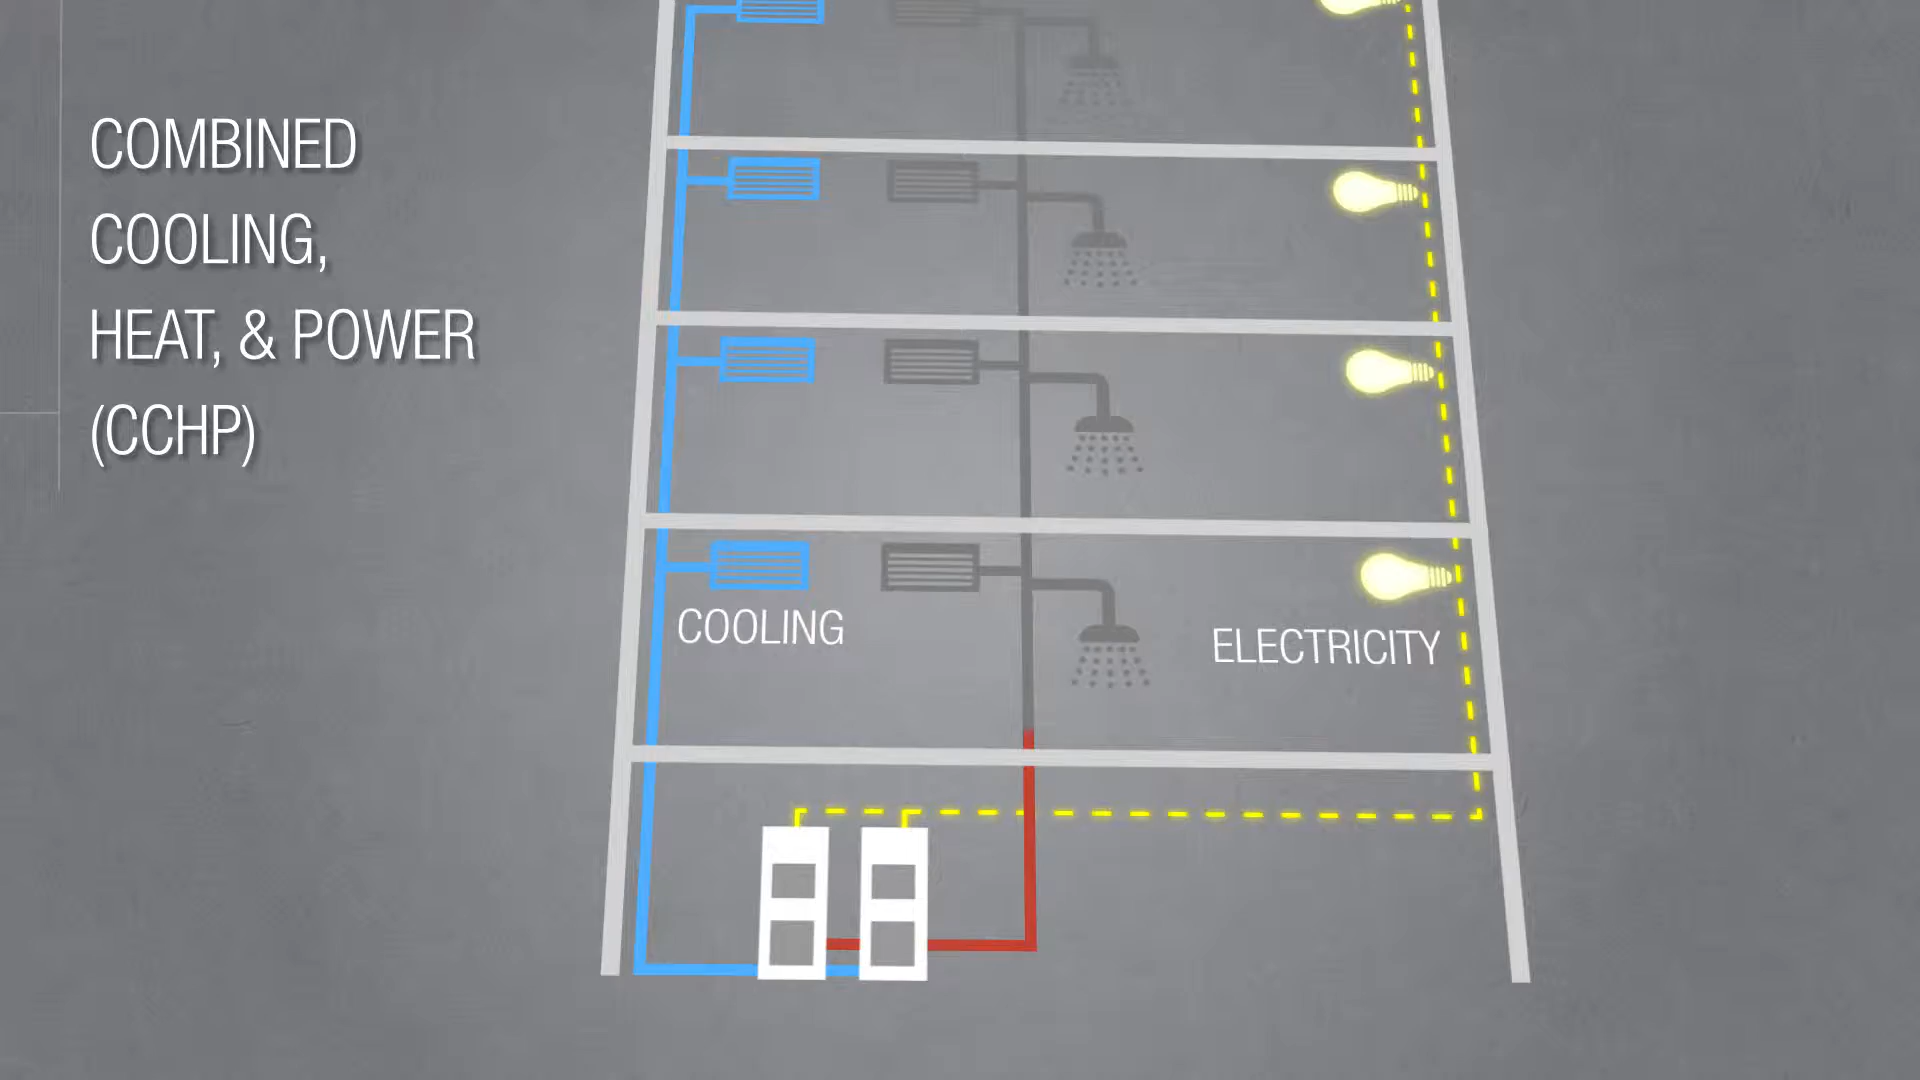 COMBINED
COOLING,
HEAT, & POWER
(CCHP)
COOLING
ELECTRICITY